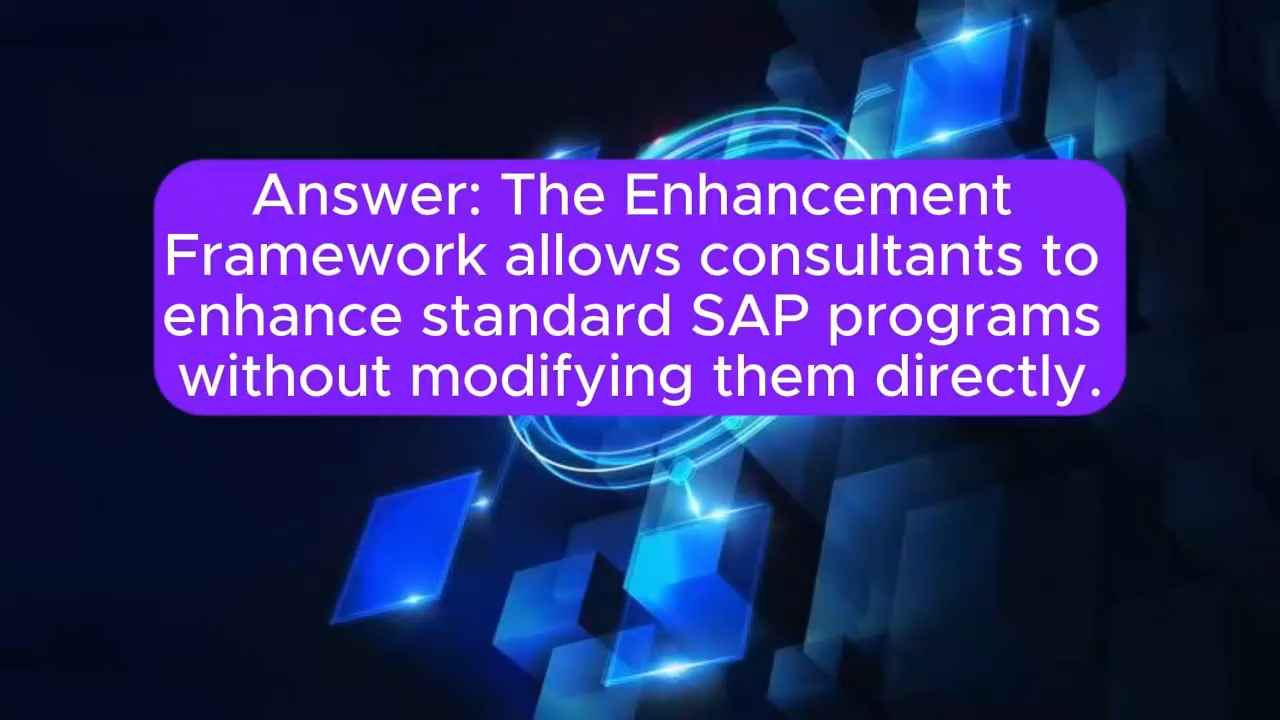 Answer: The Enhancement
Framework allows consultants to
enhance standard SAP programs
without modifying them directly.